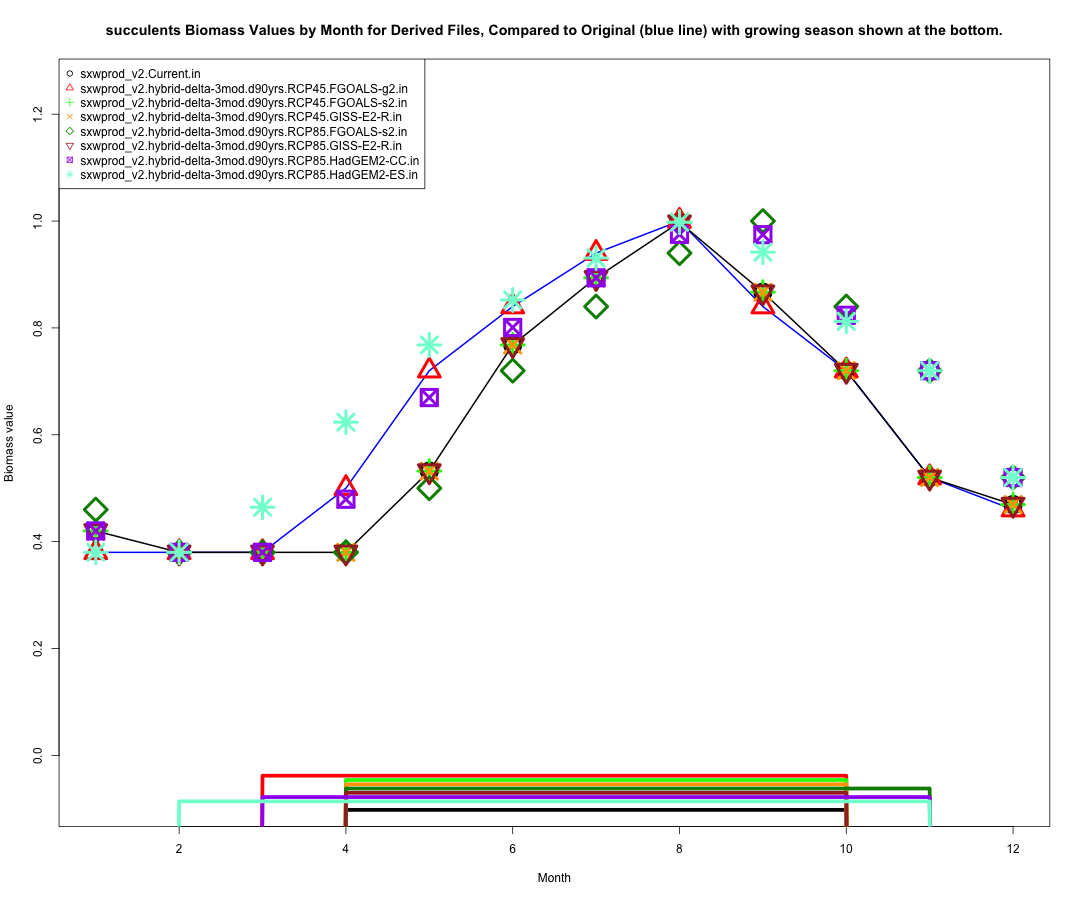 succulents Biomass Values by Month for Derived Files, Compared to Original (blue line) with growing season shown at the bottom.
sxwprod_v2.Current.in
sxwprod_v2.hybrid-delta-3mod.d90yrs.RCP45.FGOALS-g2.in
sxwprod_v2.hybrid-delta-3mod.d90yrs.RCP45.FGOALS-s2.in
sxwprod_v2.hybrid-delta-3mod.d90yrs.RCP45.GISS-E2-R.in
sxwprod_v2.hybrid-delta-3mod.d90yrs.RCP85.FGOALS-s2.in
sxwprod_v2.hybrid-delta-3mod.d90yrs.RCP85.GISS-E2-R.in
sxwprod_v2.hybrid-delta-3mod.d90yrs.RCP85.HadGEM2-CC.in
sxwprod_v2.hybrid-delta-3mod.d90yrs.RCP85.HadGEM2-ES.in
1.2
1.0
0.8
0.6
0.4
0.2
0.0
Biomass value
2 4 6 8 10 12
Month